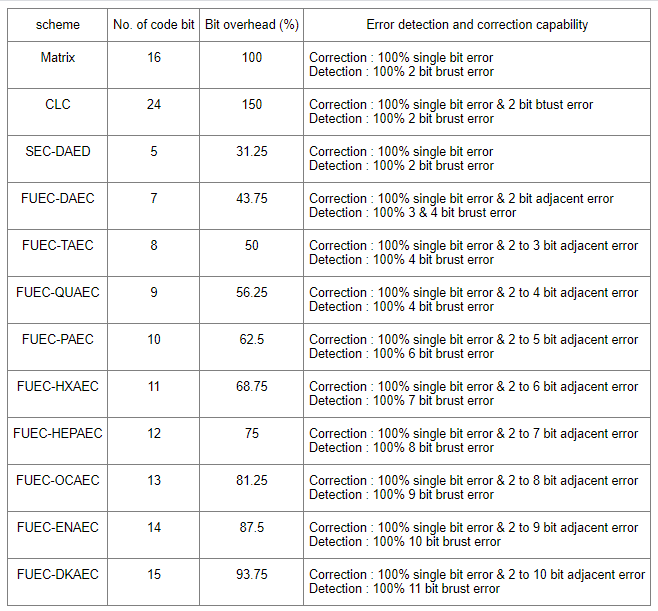 scheme No. of code bit Bit overhead (%) Error detection and correction capability
Matrix 16 100 Correction : 100% single bit error
Detection : 100% 2 bit brust error
CLC 24 150 Correction : 100% single bit error & 2 bit btust error
Detection : 100% 2 bit brust error
SEC-DAED 5 31.25 Correction : 100% single bit error
Detection : 100% 2 bit brust error
FUEC-DAEC 7 43.75 Correction : 100% single bit error & 2 bit adjacent error
Detection : 100% 3 & 4 bit brust error
FUEC-TAEC 8 50 Correction : 100% single bit error & 2 to 3 bit adjacent error
Detection : 100% 4 bit brust error
FUEC-QUAEC 9 56.25 Correction : 100% single bit error & 2 to 4 bit adjacent error
Detection : 100% 4 bit brust error
FUEC-PAEC 10 62.5 Correction : 100% single bit error & 2 to 5 bit adjacent error
Detection : 100% 6 bit brust error
FUEC-HXAEC 11 68.75 Correction : 100% single bit error & 2 to 6 bit adjacent error
Detection : 100% 7 bit brust error
FUEC-HEPAEC 12 75 Correction : 100% single bit error & 2 to 7 bit adjacent error
Detection : 100% 8 bit brust error
FUEC-OCAEC 13 81.25 Correction : 100% single bit error & 2 to 8 bit adjacent error
Detection : 100% 9 bit brust error
FUEC-ENAEC 14 87.5 Correction : 100% single bit error & 2 to 9 bit adjacent error
Detection : 100% 10 bit brust error
FUEC-DKAEC 15 93.75 Correction : 100% single bit error & 2 to 10 bit adjacent error
Detection : 100% 11 bit brust error